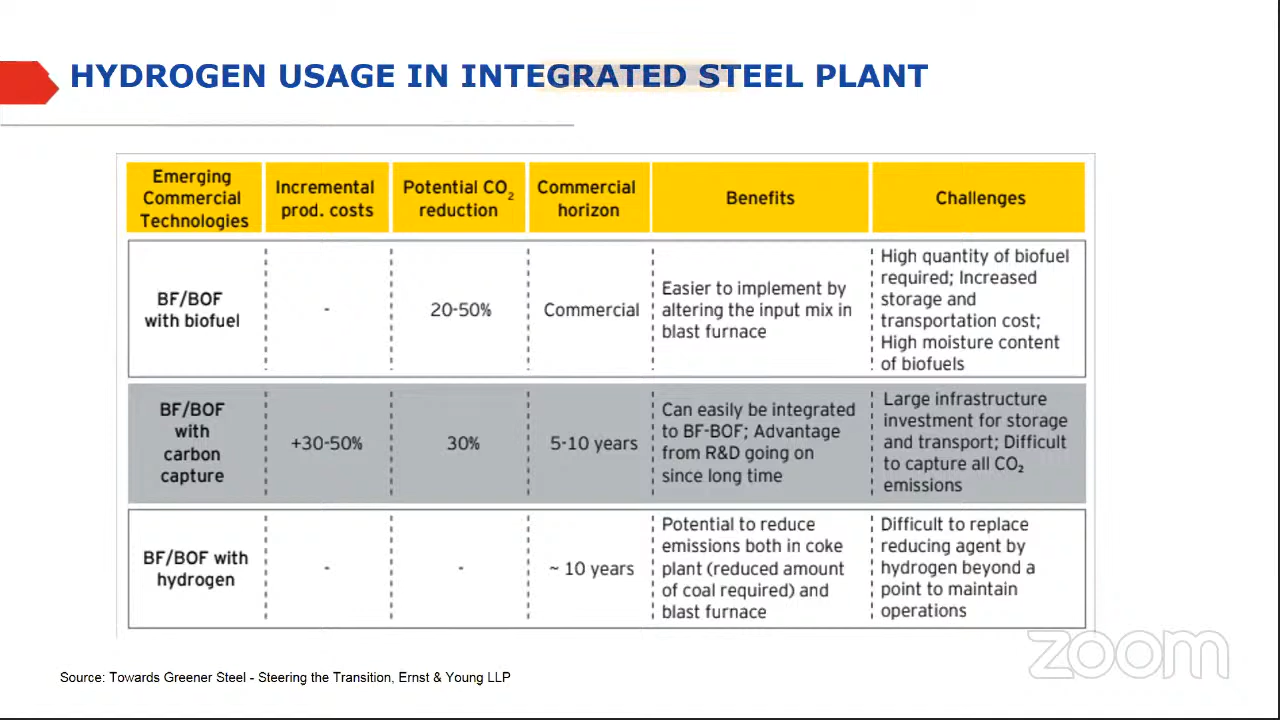 HYDROGEN USAGE IN INTEGRATED STEEL PLANT
Emerging
Commercial
Technologies
Incremental
prod. costs
Potential CO₂
reduction
Commercial
horizon
Benefits
Challenges
BF/BOF
with biofuel
-
20-50%
Commercial
Easier to implement by
altering the input mix in
blast furnace
High quantity of biofuel
required; Increased
storage and
transportation cost;
High moisture content
of biofuels
BF/BOF
with
carbon
capture
+30-50%
30%
5-10 years
Can easily be integrated
to BF-BOF; Advantage
from R&D going on
since long time
Large infrastructure
investment for storage
and transport; Difficult
to capture all CO₂
emissions
BF/BOF with
hydrogen
-
-
~ 10 years
Potential to reduce
emissions both in coke
plant (reduced amount
of coal required) and
blast furnace
Difficult to replace
reducing agent by
hydrogen beyond a
point to maintain
operations
zoom
Source: Towards Greener Steel - Steering the Transition, Ernst & Young LLP